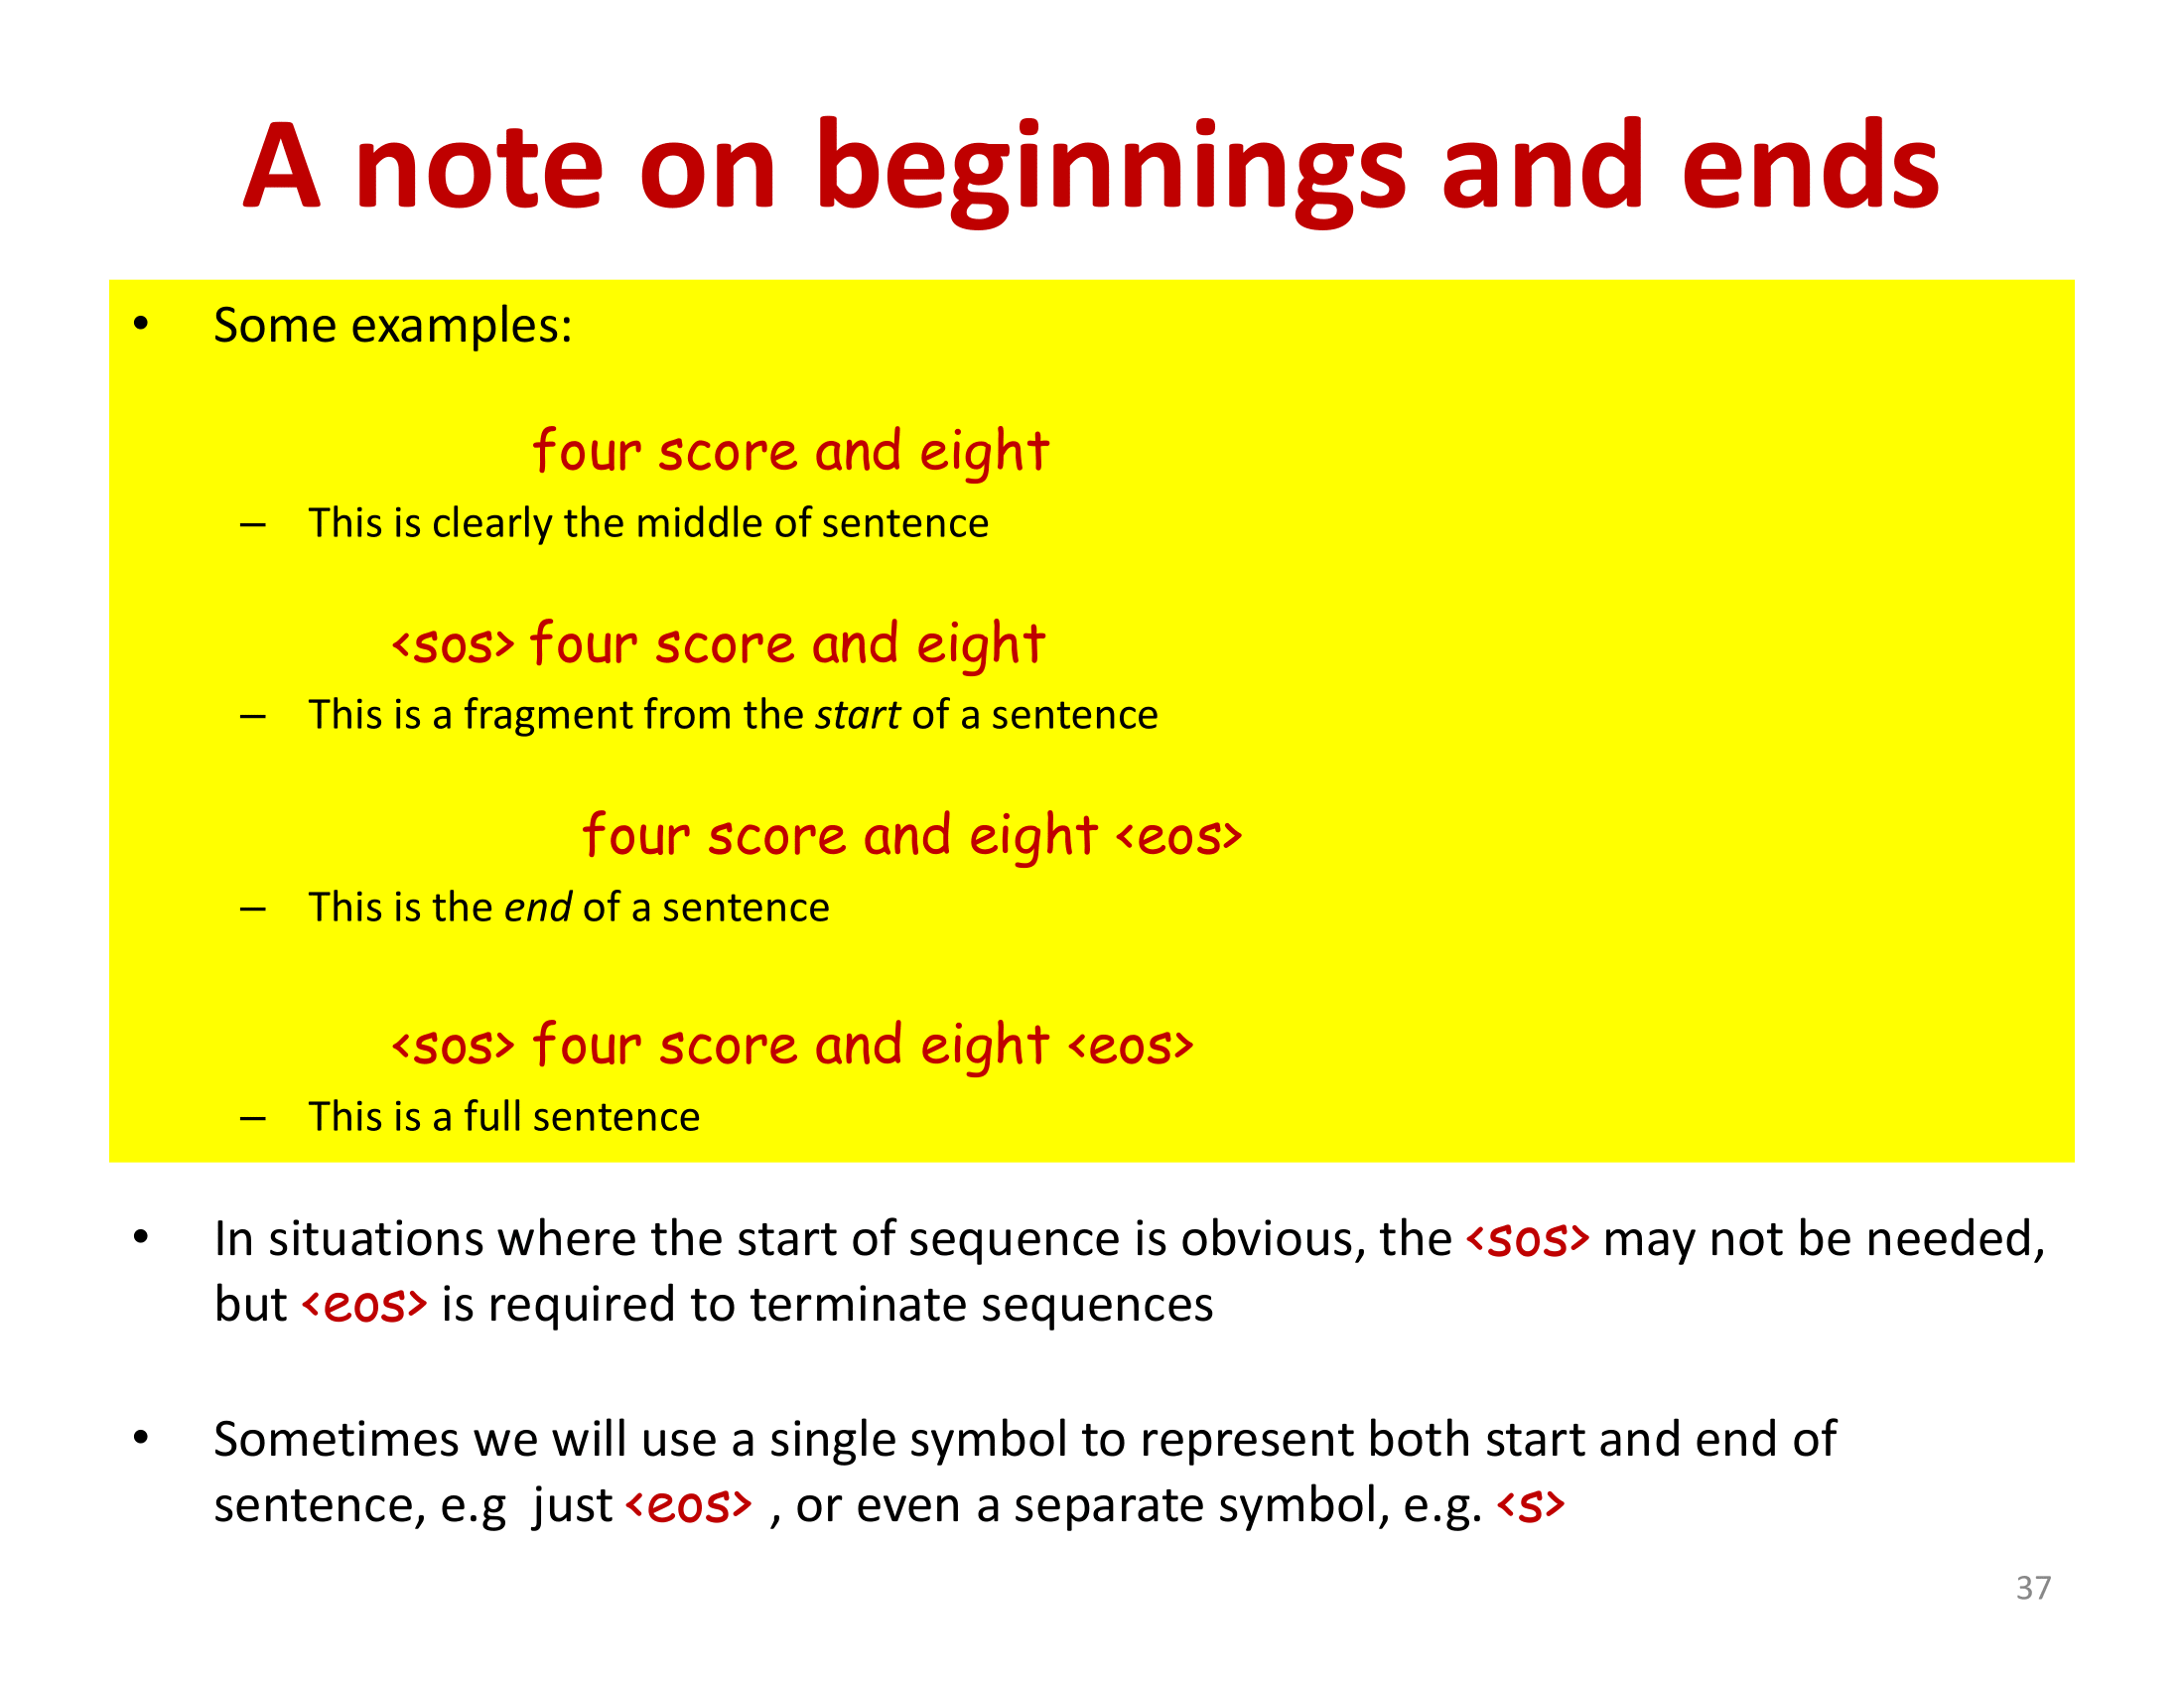 A note on beginnings and ends
• Some examples:
four score and eight
– This is clearly the middle of sentence
<sos> four score and eight
– This is a fragment from the start of a sentence
four score and eight <eos>
– This is the end of a sentence
<sos> four score and eight <eos>
– This is a full sentence
• In situations where the start of sequence is obvious, the <sos> may not be needed,
but <eos> is required to terminate sequences
• Sometimes we will use a single symbol to represent both start and end of
sentence, e.g just <eos> , or even a separate symbol, e.g. <s>
37